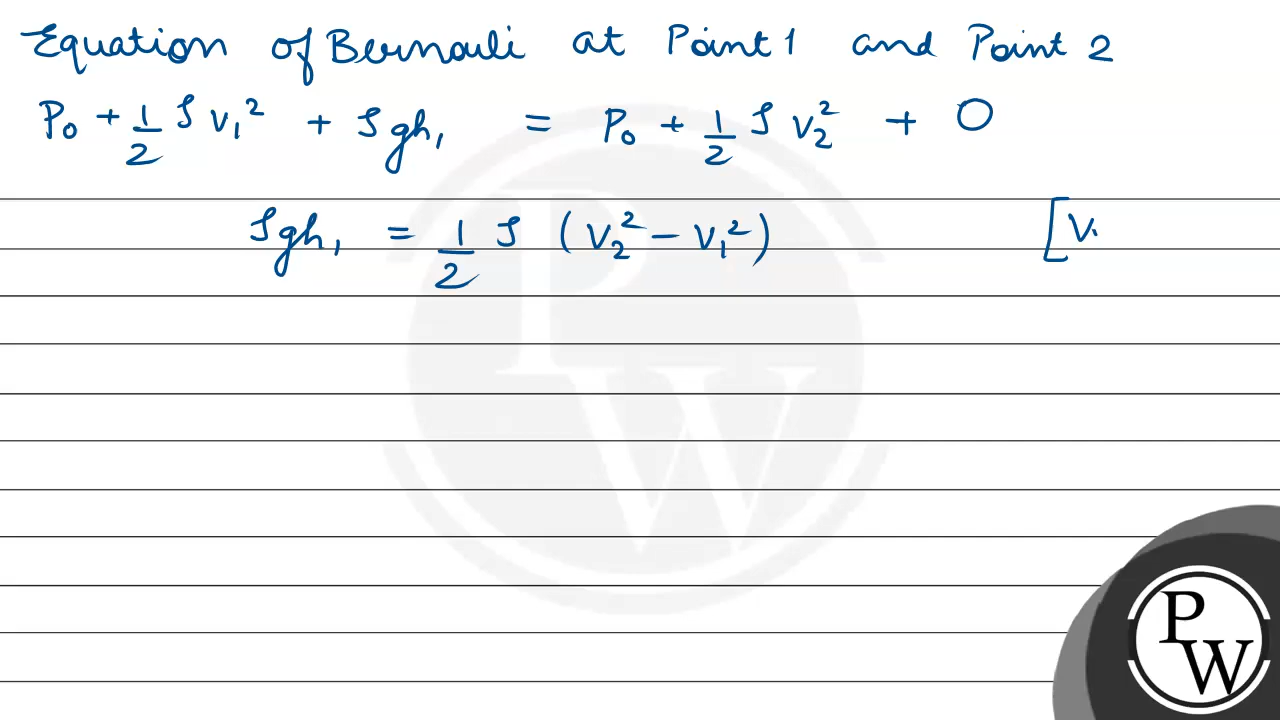 Equation of Bernouli at Point 1 and Point 2
P₀ + 1/2 ρ v₁² + ρgh₁ = P₀ + 1/2 ρ v₂² + 0
ρgh₁ = 1/2 ρ (v₂² − v₁²) [v
PW
PW